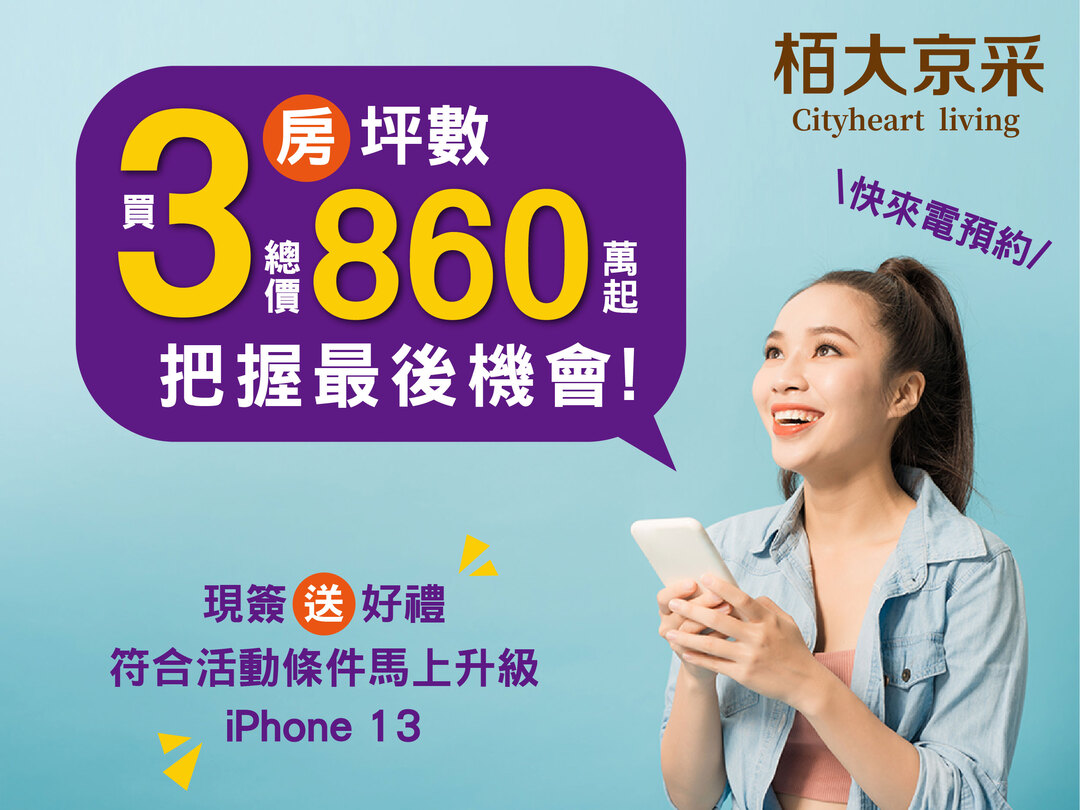 栢大京采
Cityheart living
\快來電預約/
買3房坪數
總價860萬起
把握最後機會!
現簽送好禮
符合活動條件馬上升級
iPhone 13